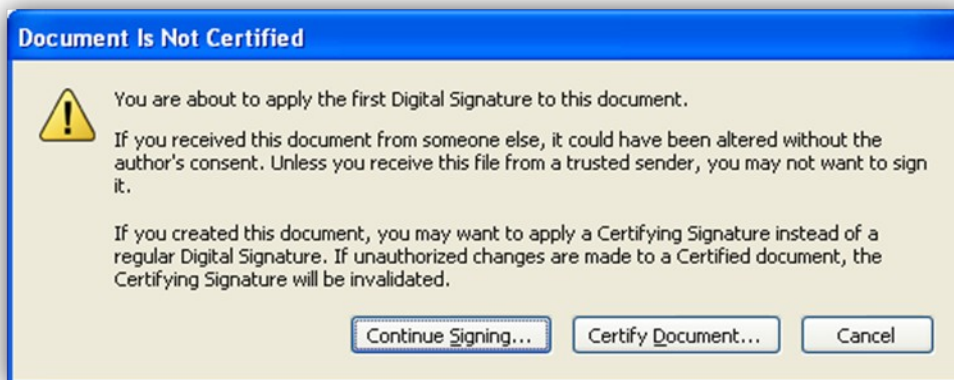 Document Is Not Certified
You are about to apply the first Digital Signature to this document.
If you received this document from someone else, it could have been altered without the
author's consent. Unless you receive this file from a trusted sender, you may not want to sign
it.
If you created this document, you may want to apply a Certifying Signature instead of a
regular Digital Signature. If unauthorized changes are made to a Certified document, the
Certifying Signature will be invalidated.
Continue Signing... Certify Document... Cancel